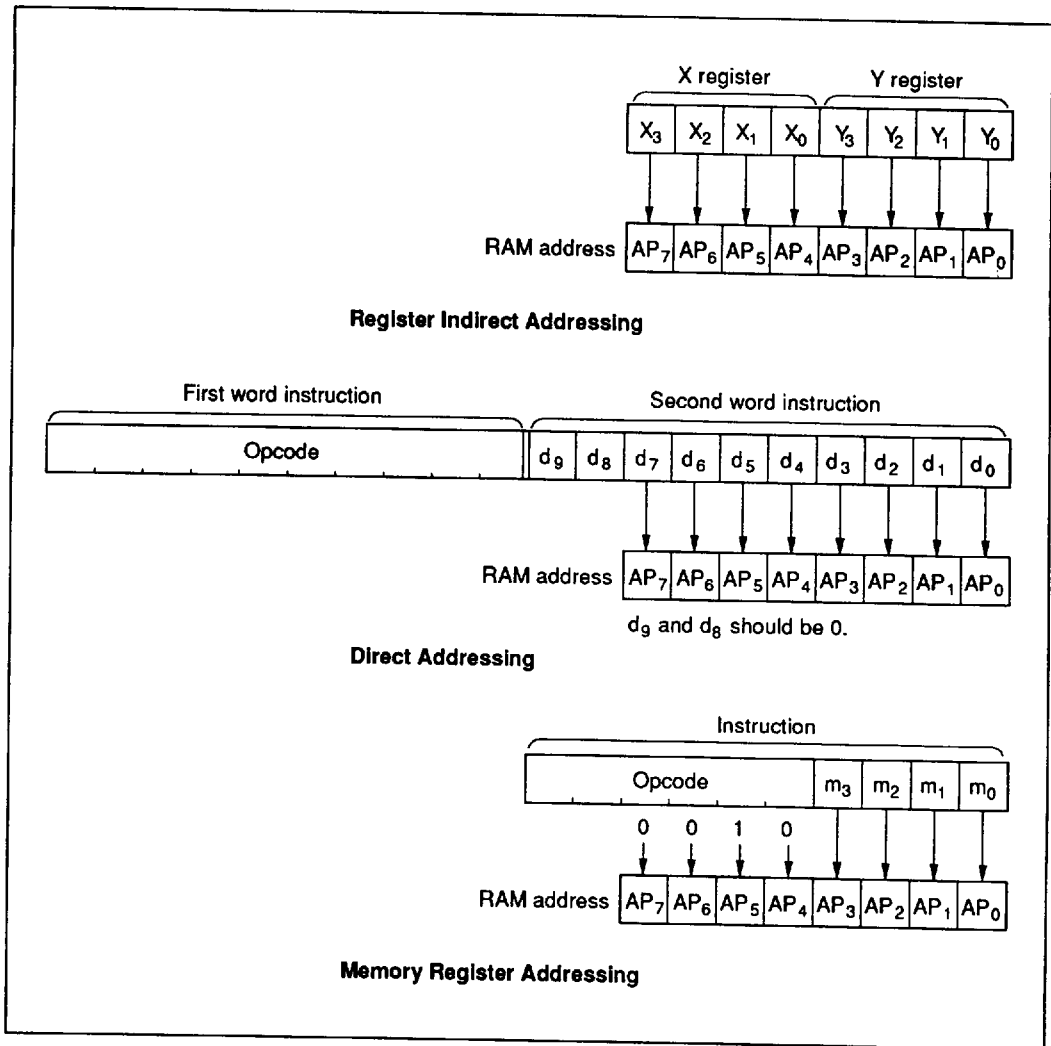 X register Y register
X3 X2 X1 X0 Y3 Y2 Y1 Y0
RAM address AP7 AP6 AP5 AP4 AP3 AP2 AP1 AP0
Register Indirect Addressing
First word instruction Second word instruction
Opcode d9 d8 d7 d6 d5 d4 d3 d2 d1 d0
RAM address AP7 AP6 AP5 AP4 AP3 AP2 AP1 AP0
d9 and d8 should be 0.
Direct Addressing
Instruction
Opcode m3 m2 m1 m0
0 0 1 0
RAM address AP7 AP6 AP5 AP4 AP3 AP2 AP1 AP0
Memory Register Addressing